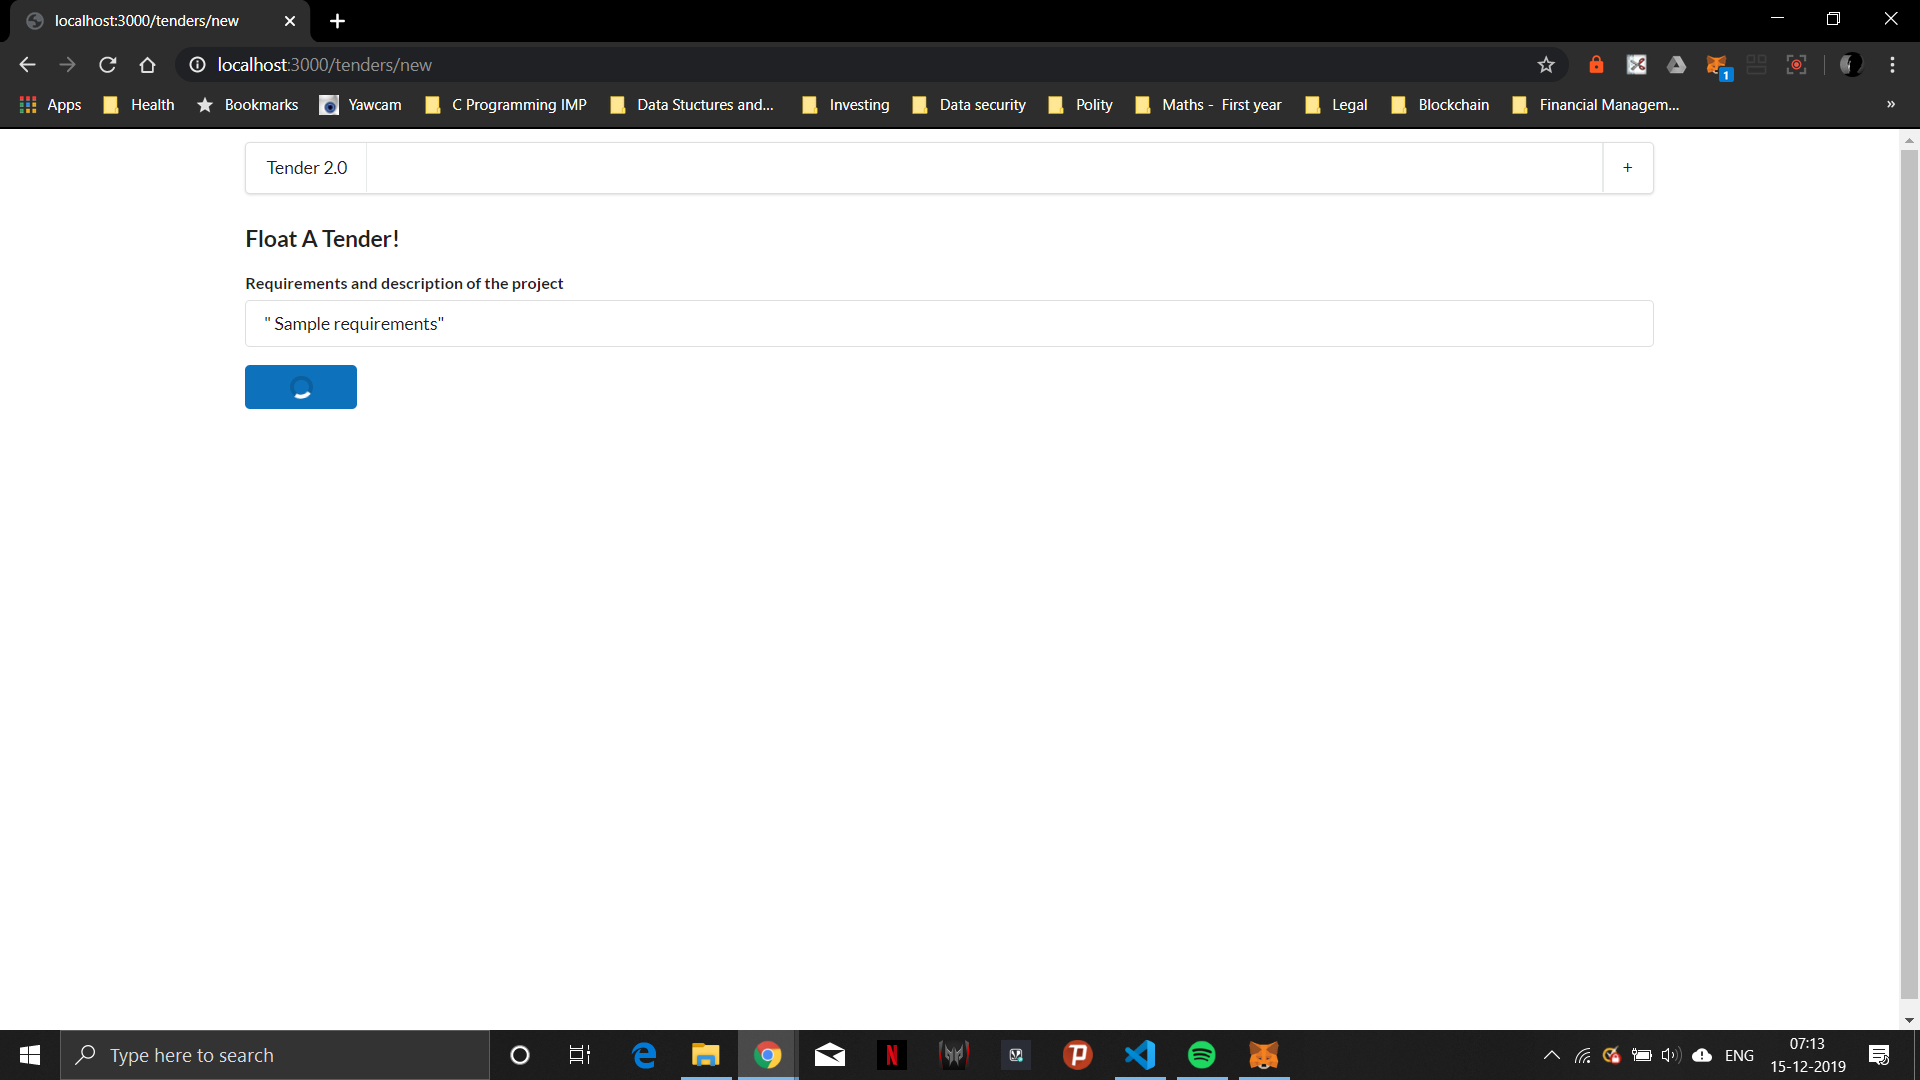 localhost:3000/tenders/new
localhost:3000/tenders/new
1
Apps Health Bookmarks Yawcam C Programming IMP Data Stuctures and... Investing Data security Polity Maths - First year Legal Blockchain Financial Managem... »
Tender 2.0 +
Float A Tender!
Requirements and description of the project
" Sample requirements"
Type here to search
N
P
ENG
07:13
15-12-2019